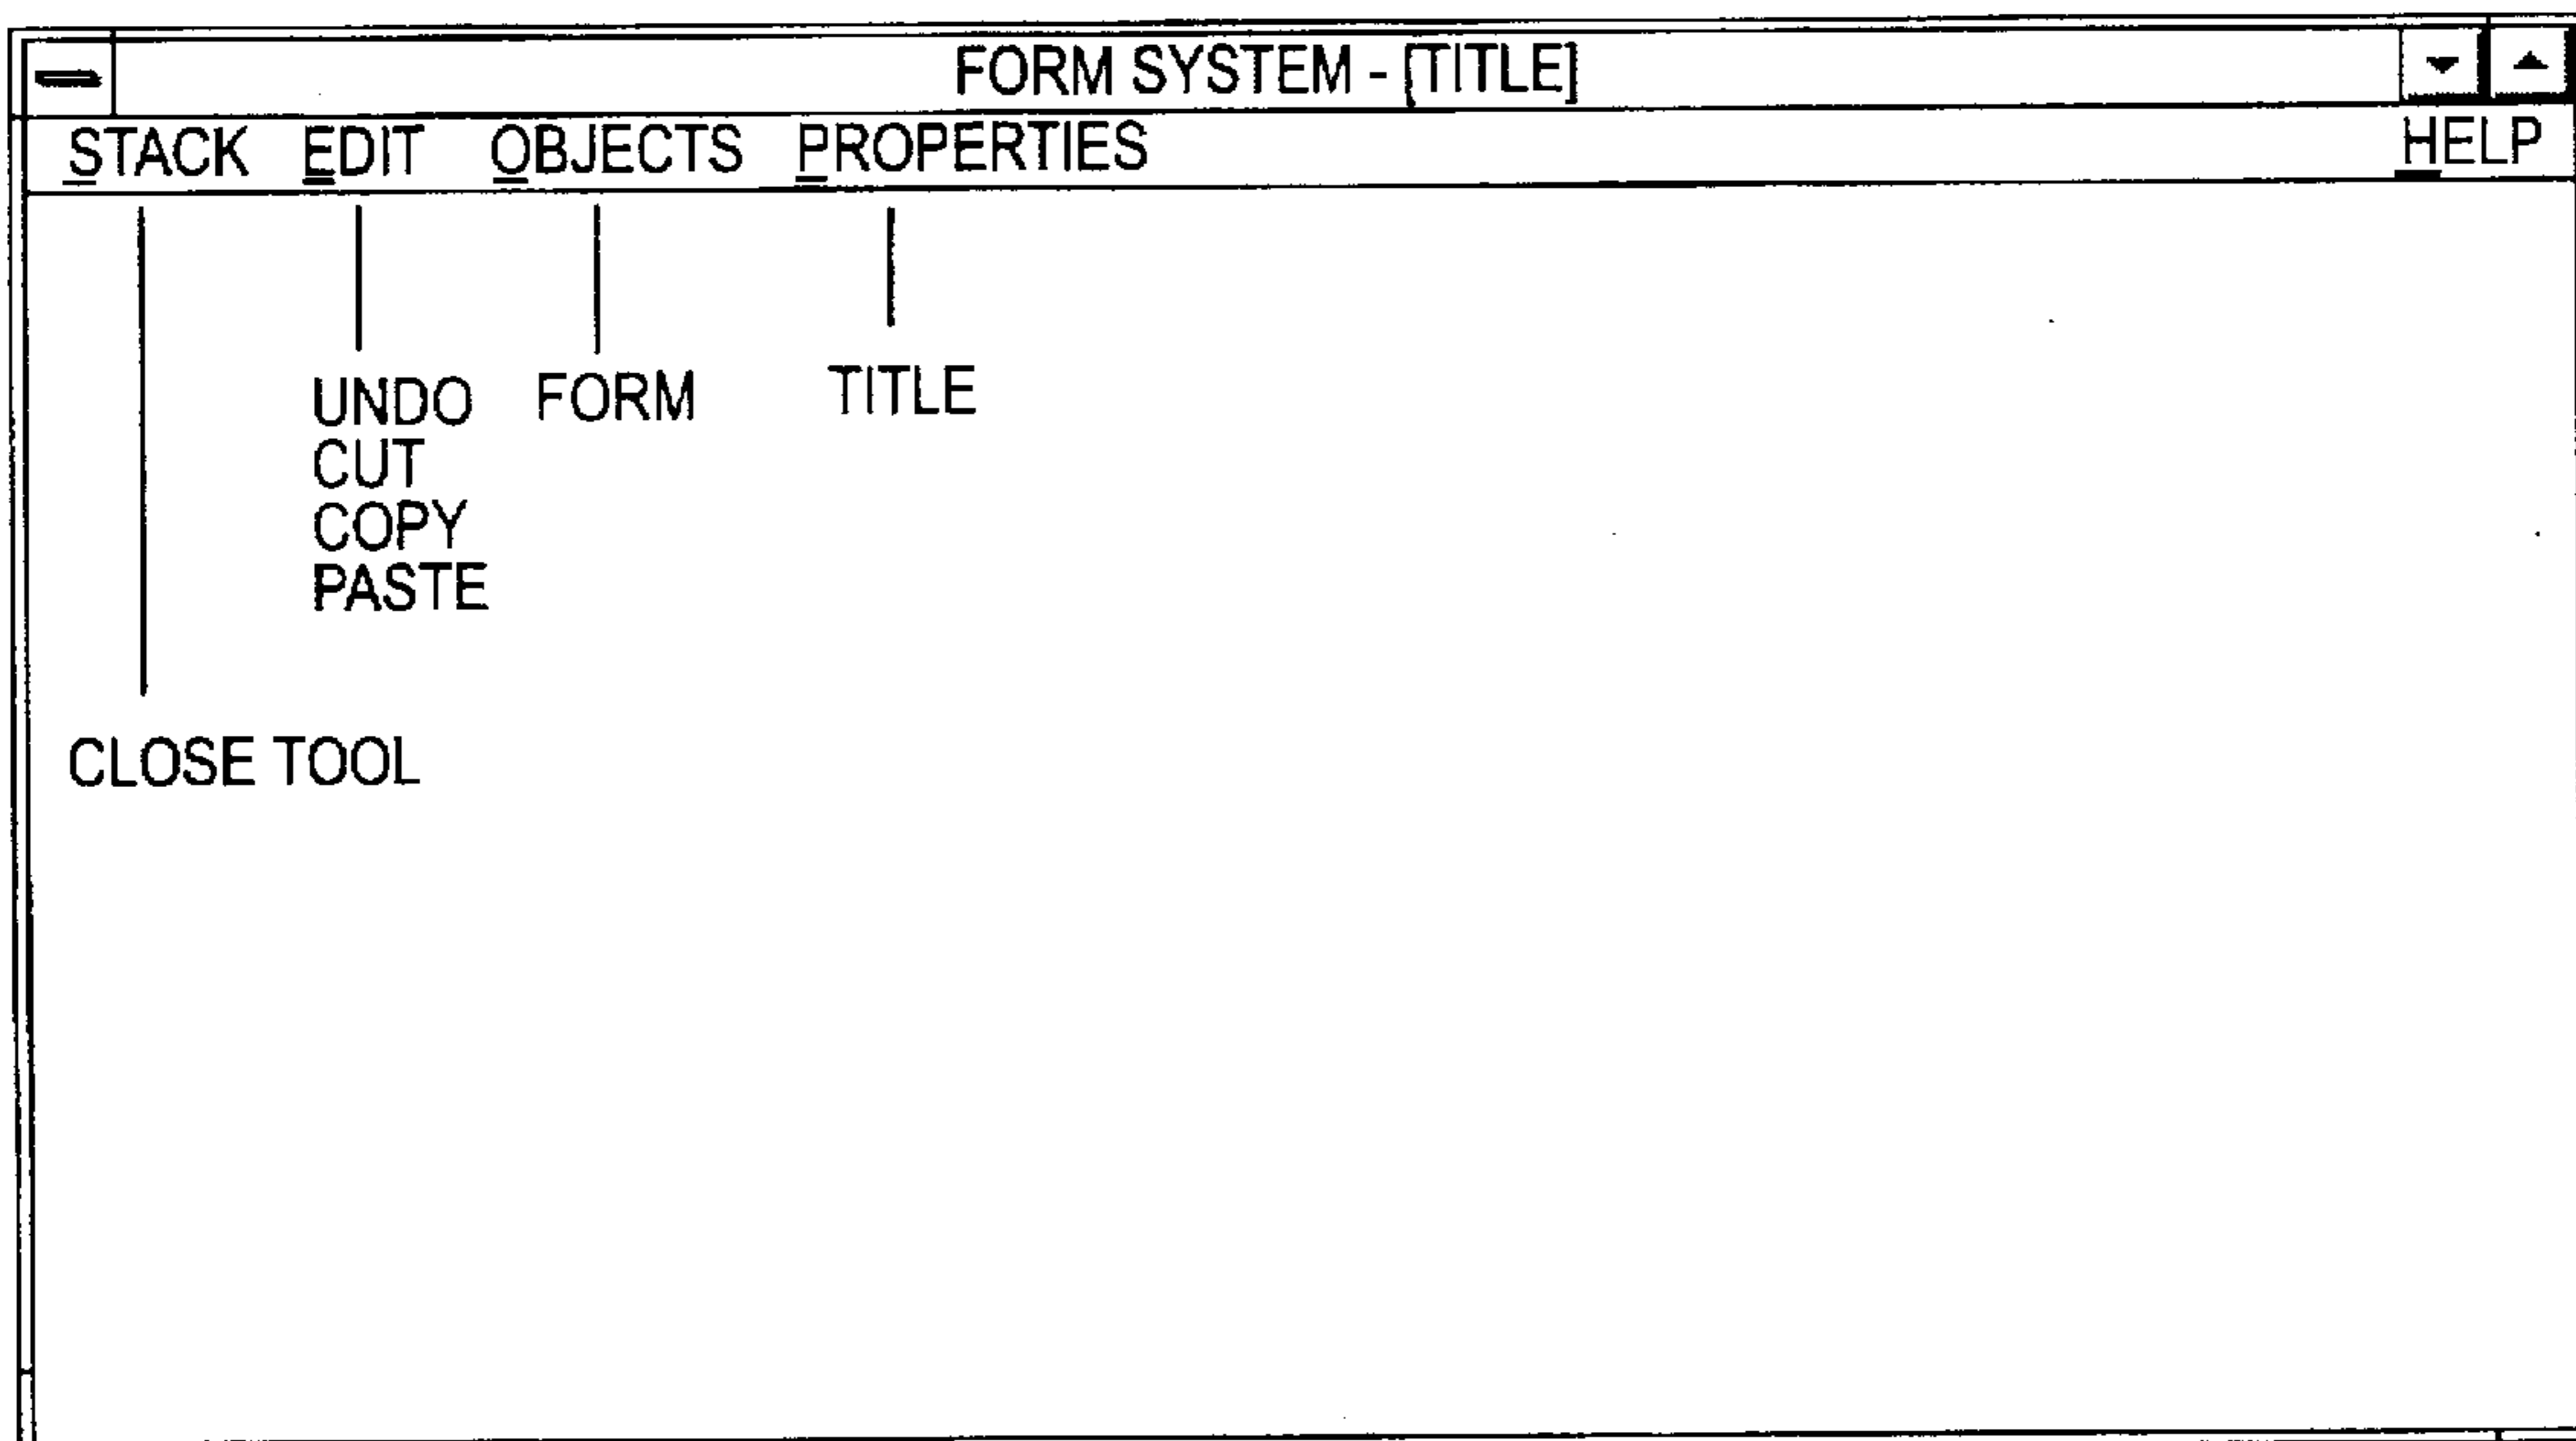 FORM SYSTEM - [TITLE]
STACK EDIT OBJECTS PROPERTIES HELP
UNDO FORM TITLE
CUT
COPY
PASTE
CLOSE TOOL